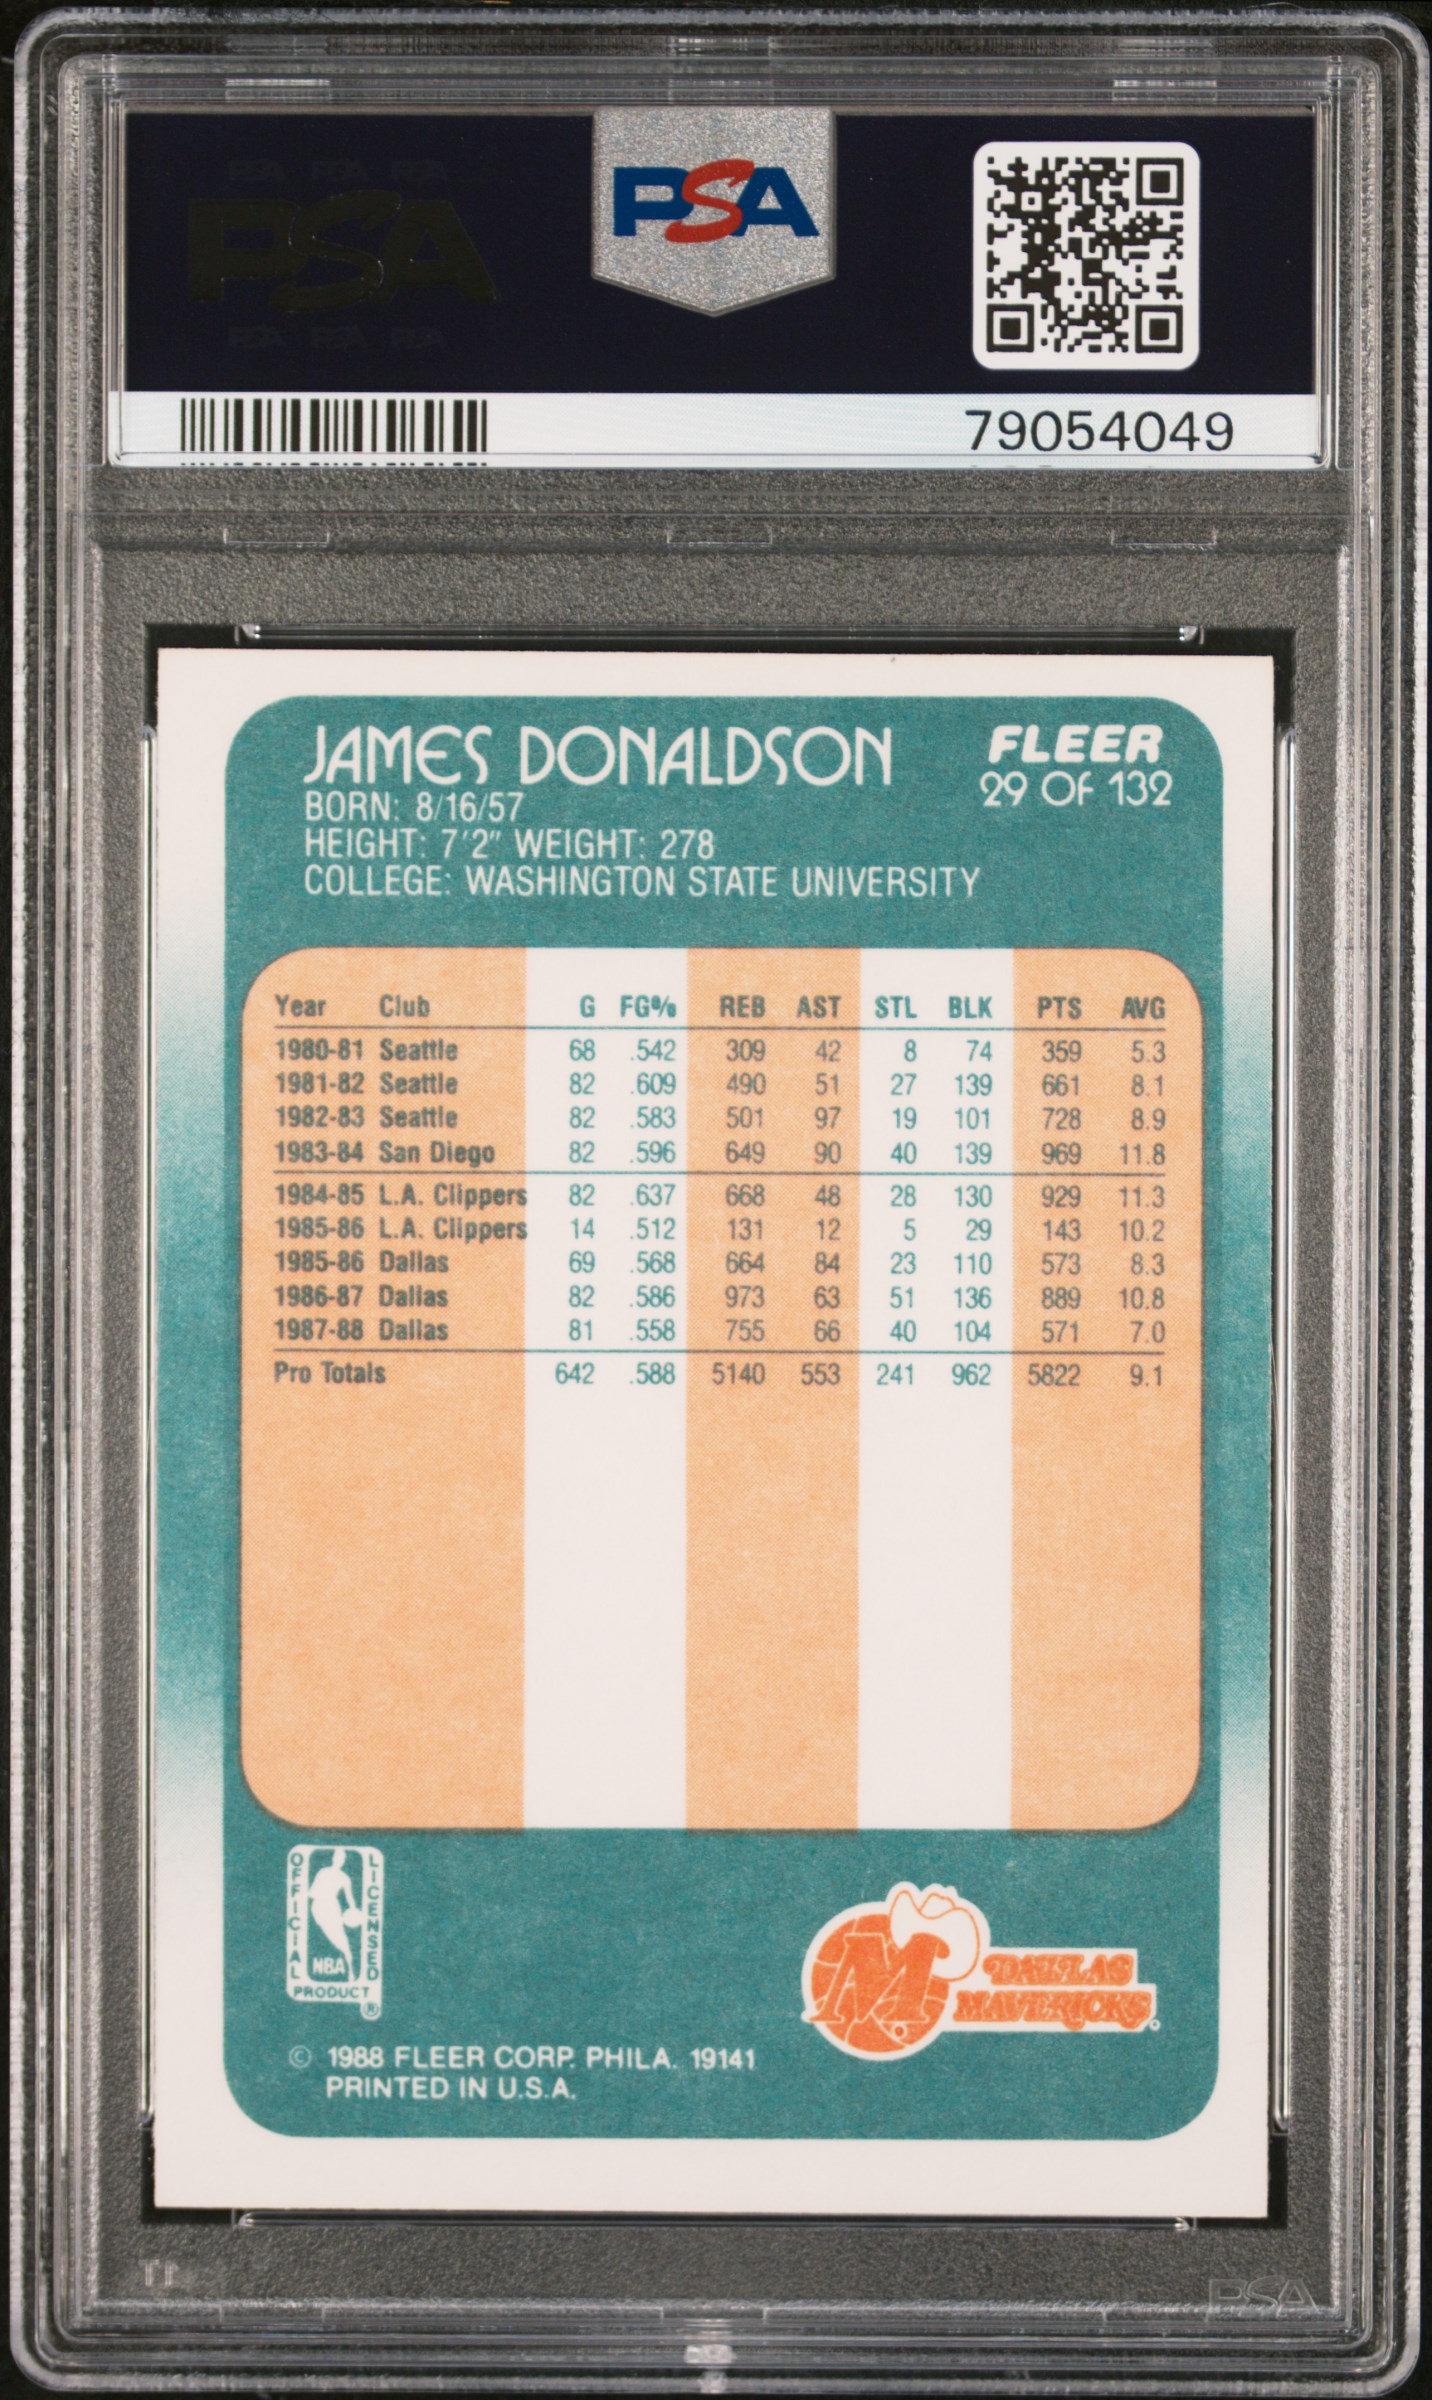 PSA PSA PSA
PSA
PSA PSA PSA
PSA
79054049
JAMES DONALDSON
FLEER
29 OF 132
BORN: 8/16/57
HEIGHT: 7'2" WEIGHT: 278
COLLEGE: WASHINGTON STATE UNIVERSITY
Year Club G FG% REB AST STL BLK PTS AVG
1980-81 Seattle 68 .542 309 42 8 74 359 5.3
1981-82 Seattle 82 .609 490 51 27 139 661 8.1
1982-83 Seattle 82 .583 501 97 19 101 728 8.9
1983-84 San Diego 82 .596 649 90 40 139 969 11.8
1984-85 L.A. Clippers 82 .637 668 48 28 130 929 11.3
1985-86 L.A. Clippers 14 .512 131 12 5 29 143 10.2
1985-86 Dallas 69 .568 664 84 23 110 573 8.3
1986-87 Dallas 82 .586 973 63 51 136 889 10.8
1987-88 Dallas 81 .558 755 66 40 104 571 7.0
Pro Totals 642 .588 5140 553 241 962 5822 9.1
OFFICIAL LICENSED
NBA
PRODUCT ®
M DALLAS
MAVERICKS
© 1988 FLEER CORP. PHILA. 19141
PRINTED IN U.S.A.
PSA